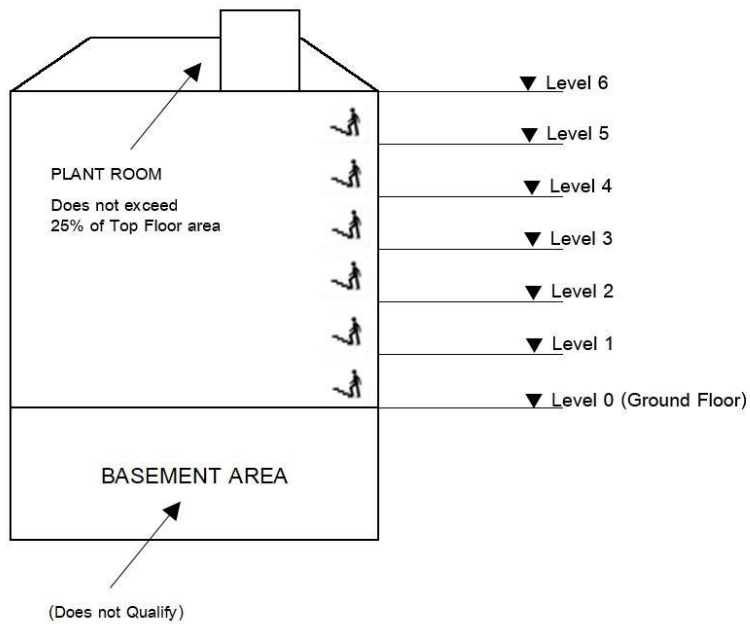 Level 6
Level 5
PLANT ROOM
Does not exceed
25% of Top Floor area
Level 4
Level 3
Level 2
Level 1
Level 0 (Ground Floor)
BASEMENT AREA
(Does not Qualify)